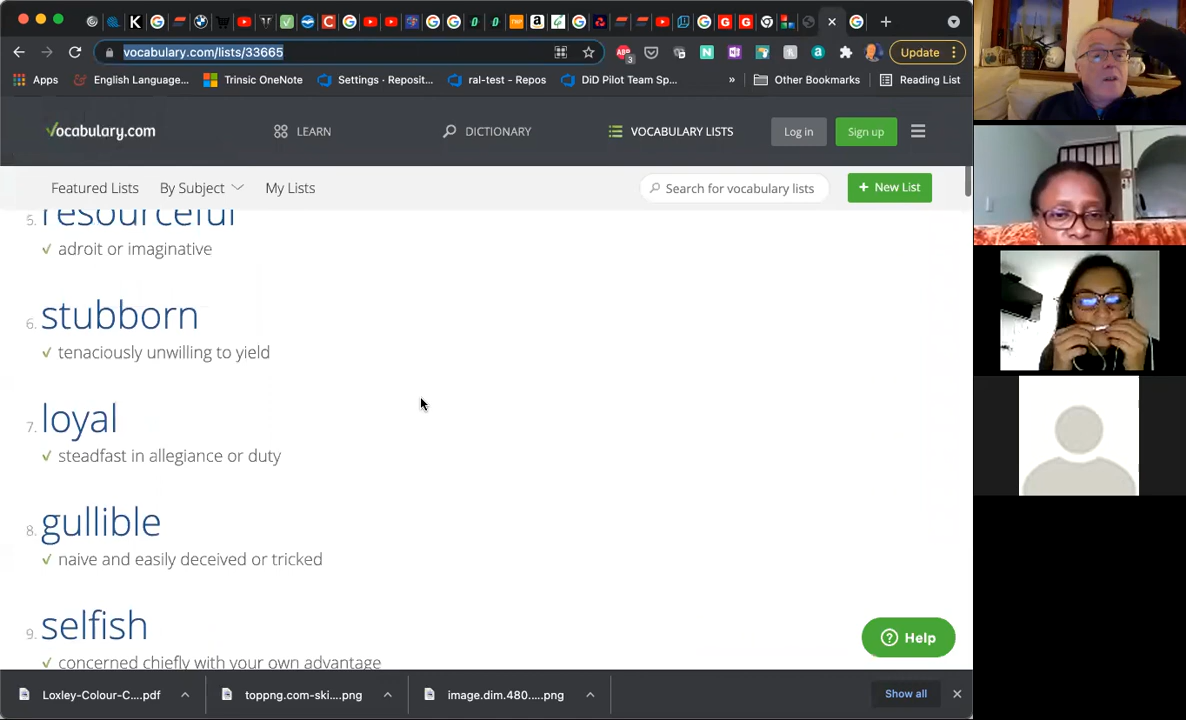 vocabulary.com/lists/33665
Update
Apps
English Language...
Trinsic OneNote
Settings · Reposit...
ral-test - Repos
DiD Pilot Team Sp...
»
Other Bookmarks
Reading List
Vocabulary.com
LEARN
DICTIONARY
VOCABULARY LISTS
Log in
Sign up
Featured Lists
By Subject
My Lists
Search for vocabulary lists
+ New List
5. resourceful
✓ adroit or imaginative
6. stubborn
✓ tenaciously unwilling to yield
7. loyal
✓ steadfast in allegiance or duty
8. gullible
✓ naive and easily deceived or tricked
9. selfish
✓ concerned chiefly with your own advantage
Help
Loxley-Colour-C....pdf
toppng.com-ski....png
image.dim.480.....png
Show all